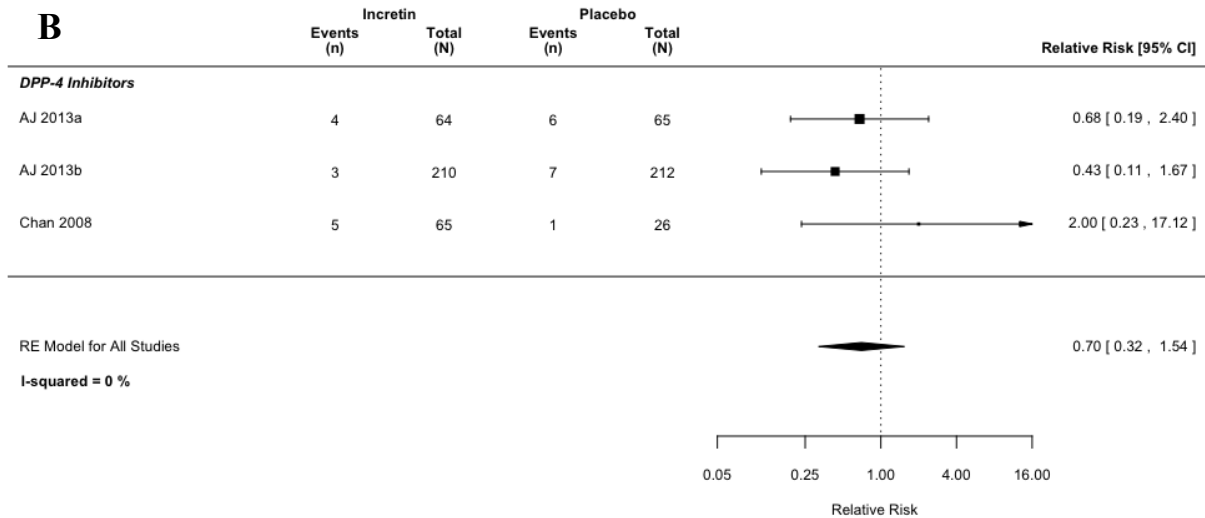 B
Incretin Placebo
Events Total Events Total
(n) (N) (n) (N) Relative Risk [95% CI]
DPP-4 Inhibitors
AJ 2013a 4 64 6 65 0.68 [ 0.19 , 2.40 ]
AJ 2013b 3 210 7 212 0.43 [ 0.11 , 1.67 ]
Chan 2008 5 65 1 26 2.00 [ 0.23 , 17.12 ]
RE Model for All Studies 0.70 [ 0.32 , 1.54 ]
I-squared = 0 %
0.05 0.25 1.00 4.00 16.00
Relative Risk